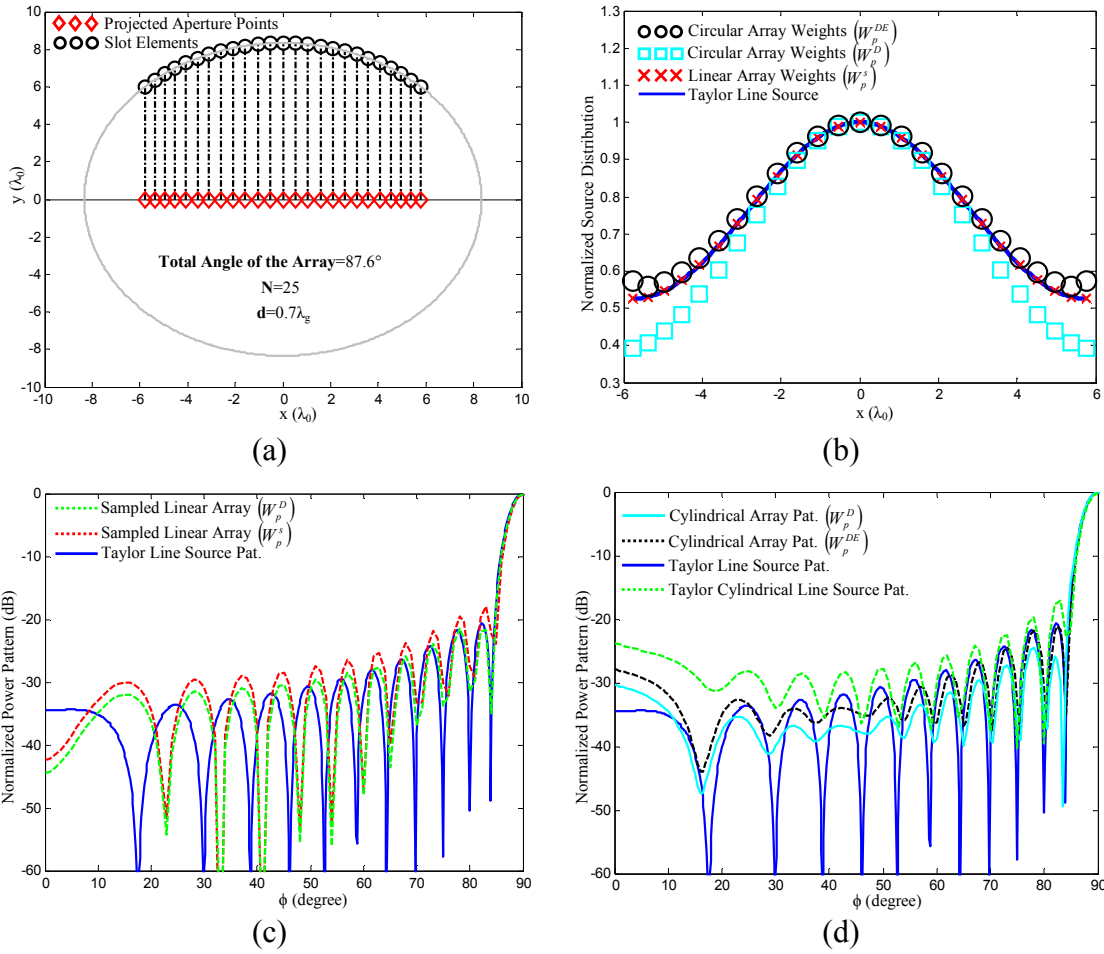 10
8
6
4
2
0
-2
-4
-6
-8
-10
y (λ₀)
Projected Aperture Points
Slot Elements
Total Angle of the Array=87.6°
N=25
d=0.7λg
-10 -8 -6 -4 -2 0 2 4 6 8 10
x (λ₀)
(a)
1.3
1.2
1.1
1.0
0.9
0.8
0.7
0.6
0.5
0.4
0.3
Normalized Source Distribution
Circular Array Weights (W_p^{DE})
Circular Array Weights (W_p^D)
Linear Array Weights (W_p^s)
Taylor Line Source
-6 -4 -2 0 2 4 6
x (λ₀)
(b)
0
-10
-20
-30
-40
-50
-60
Normalized Power Pattern (dB)
Sampled Linear Array (W_p^D)
Sampled Linear Array (W_p^s)
Taylor Line Source Pat.
0 10 20 30 40 50 60 70 80 90
ϕ (degree)
(c)
0
-10
-20
-30
-40
-50
-60
Normalized Power Pattern (dB)
Cylindrical Array Pat. (W_p^D)
Cylindrical Array Pat. (W_p^{DE})
Taylor Line Source Pat.
Taylor Cylindrical Line Source Pat.
0 10 20 30 40 50 60 70 80 90
ϕ (degree)
(d)